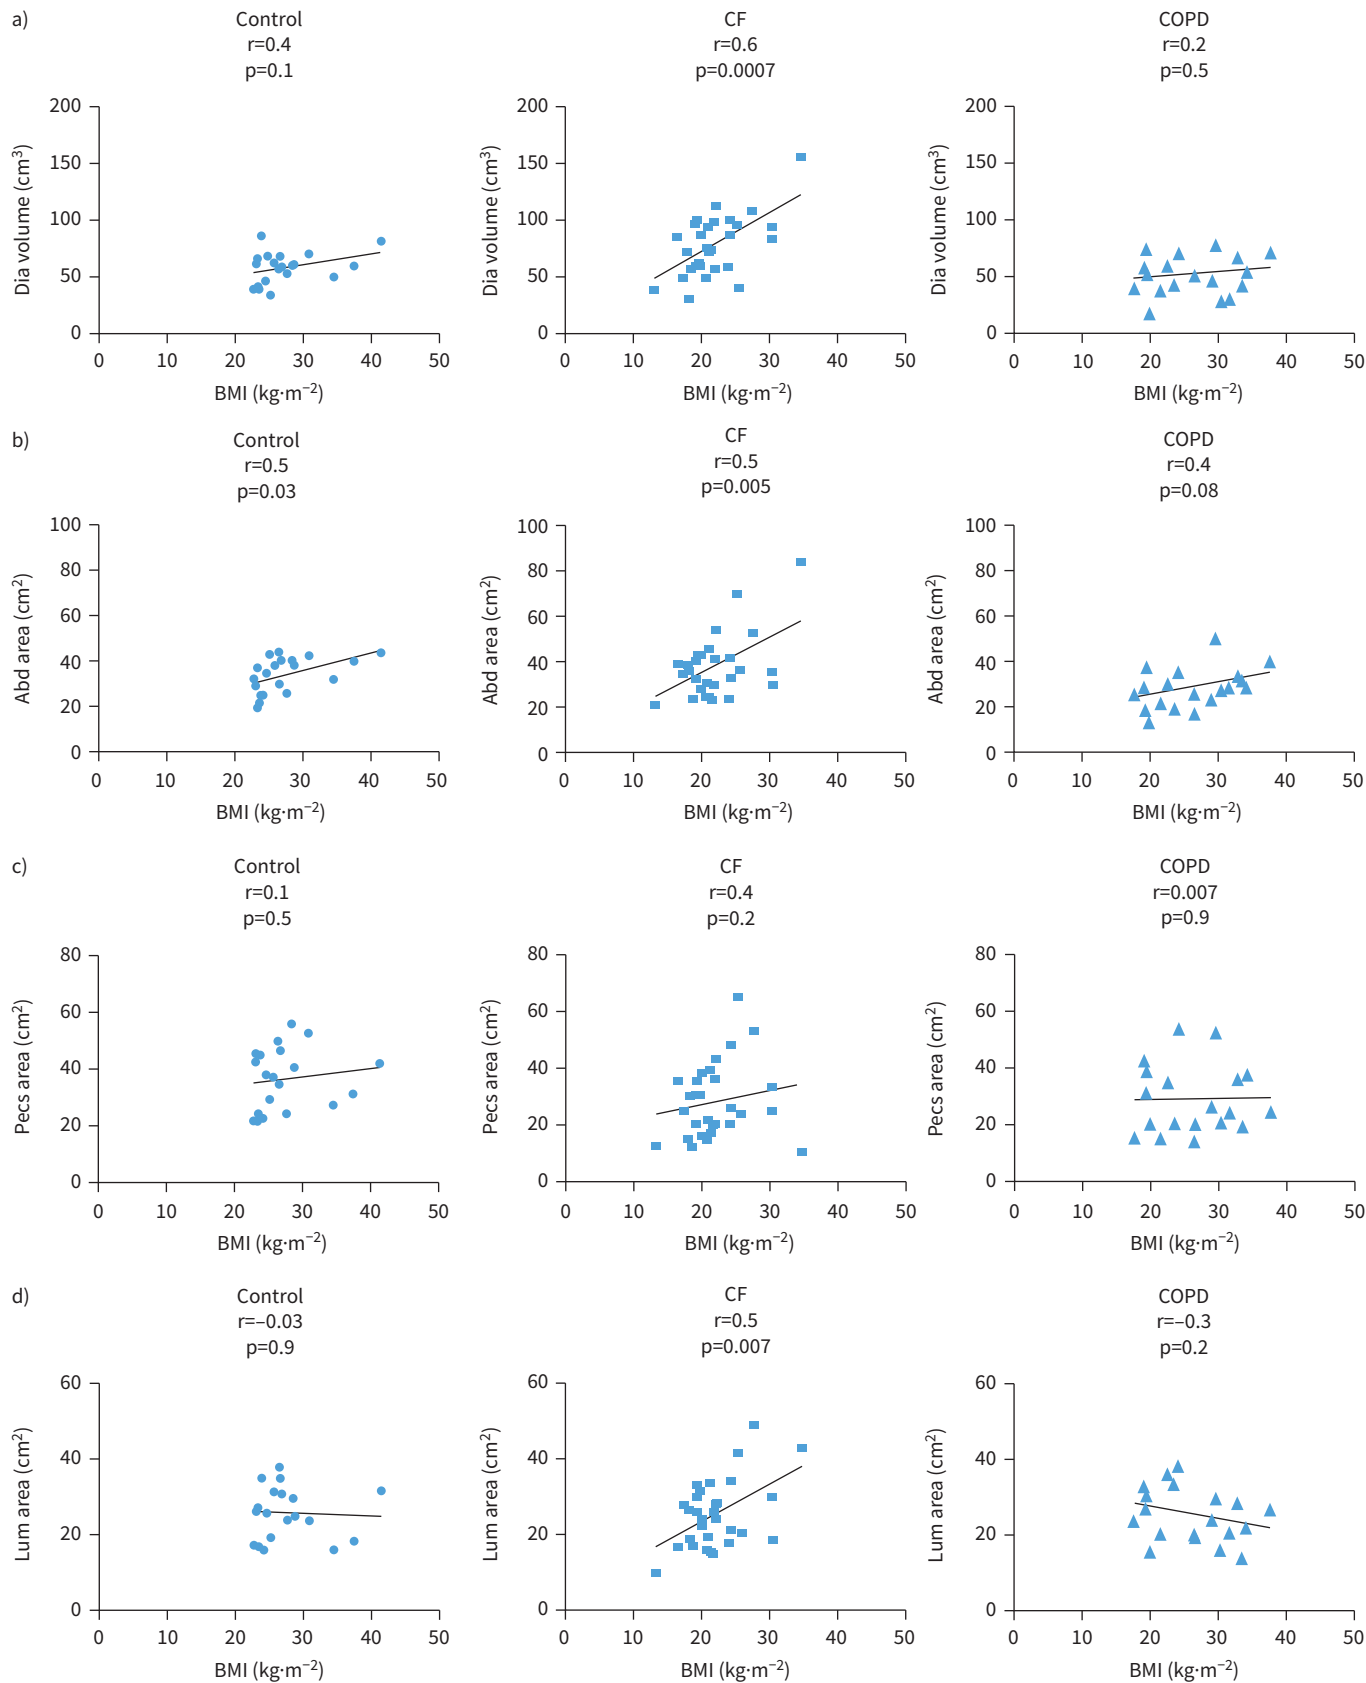 a)
Control
r=0.4
p=0.1
CF
r=0.6
p=0.0007
COPD
r=0.2
p=0.5
Dia volume (cm³)
200
150
100
50
0
0 10 20 30 40 50
BMI (kg·m⁻²)
Dia volume (cm³)
200
150
100
50
0
0 10 20 30 40 50
BMI (kg·m⁻²)
Dia volume (cm³)
200
150
100
50
0
0 10 20 30 40 50
BMI (kg·m⁻²)
b)
Control
r=0.5
p=0.03
CF
r=0.5
p=0.005
COPD
r=0.4
p=0.08
Abd area (cm²)
100
80
60
40
20
0
0 10 20 30 40 50
BMI (kg·m⁻²)
Abd area (cm²)
100
80
60
40
20
0
0 10 20 30 40 50
BMI (kg·m⁻²)
Abd area (cm²)
100
80
60
40
20
0
0 10 20 30 40 50
BMI (kg·m⁻²)
c)
Control
r=0.1
p=0.5
CF
r=0.4
p=0.2
COPD
r=0.007
p=0.9
Pecs area (cm²)
80
60
40
20
0
0 10 20 30 40 50
BMI (kg·m⁻²)
Pecs area (cm²)
80
60
40
20
0
0 10 20 30 40 50
BMI (kg·m⁻²)
Pecs area (cm²)
80
60
40
20
0
0 10 20 30 40 50
BMI (kg·m⁻²)
d)
Control
r=–0.03
p=0.9
CF
r=0.5
p=0.007
COPD
r=–0.3
p=0.2
Lum area (cm²)
60
40
20
0
0 10 20 30 40 50
BMI (kg·m⁻²)
Lum area (cm²)
60
40
20
0
0 10 20 30 40 50
BMI (kg·m⁻²)
Lum area (cm²)
60
40
20
0
0 10 20 30 40 50
BMI (kg·m⁻²)